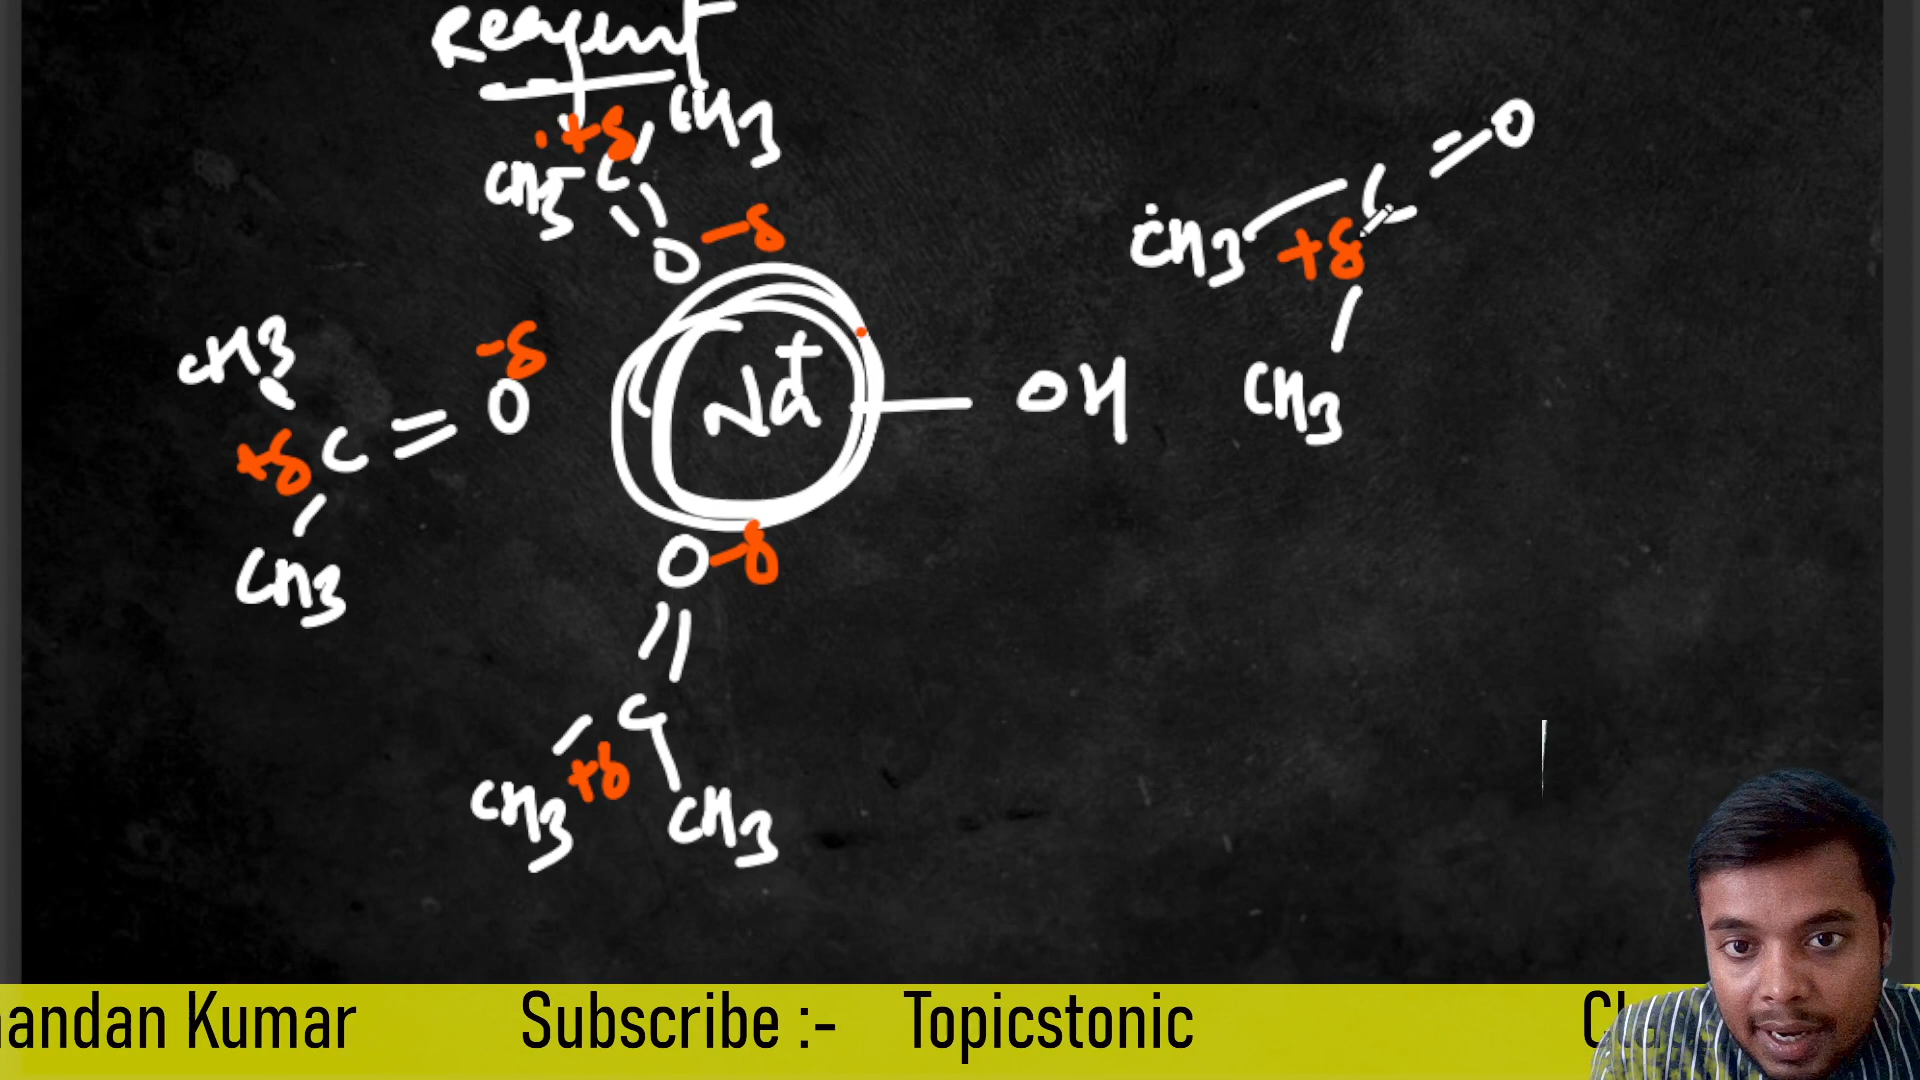 Reagent
+δ CH3
CH3 - C
O -δ
CH3 C = O
+δ
CH3
CH3 -δ
+δ C = O
CH3
Na+ — OH
O -δ
C
CH3 +δ CH3
andan Kumar Subscribe :- Topicstonic